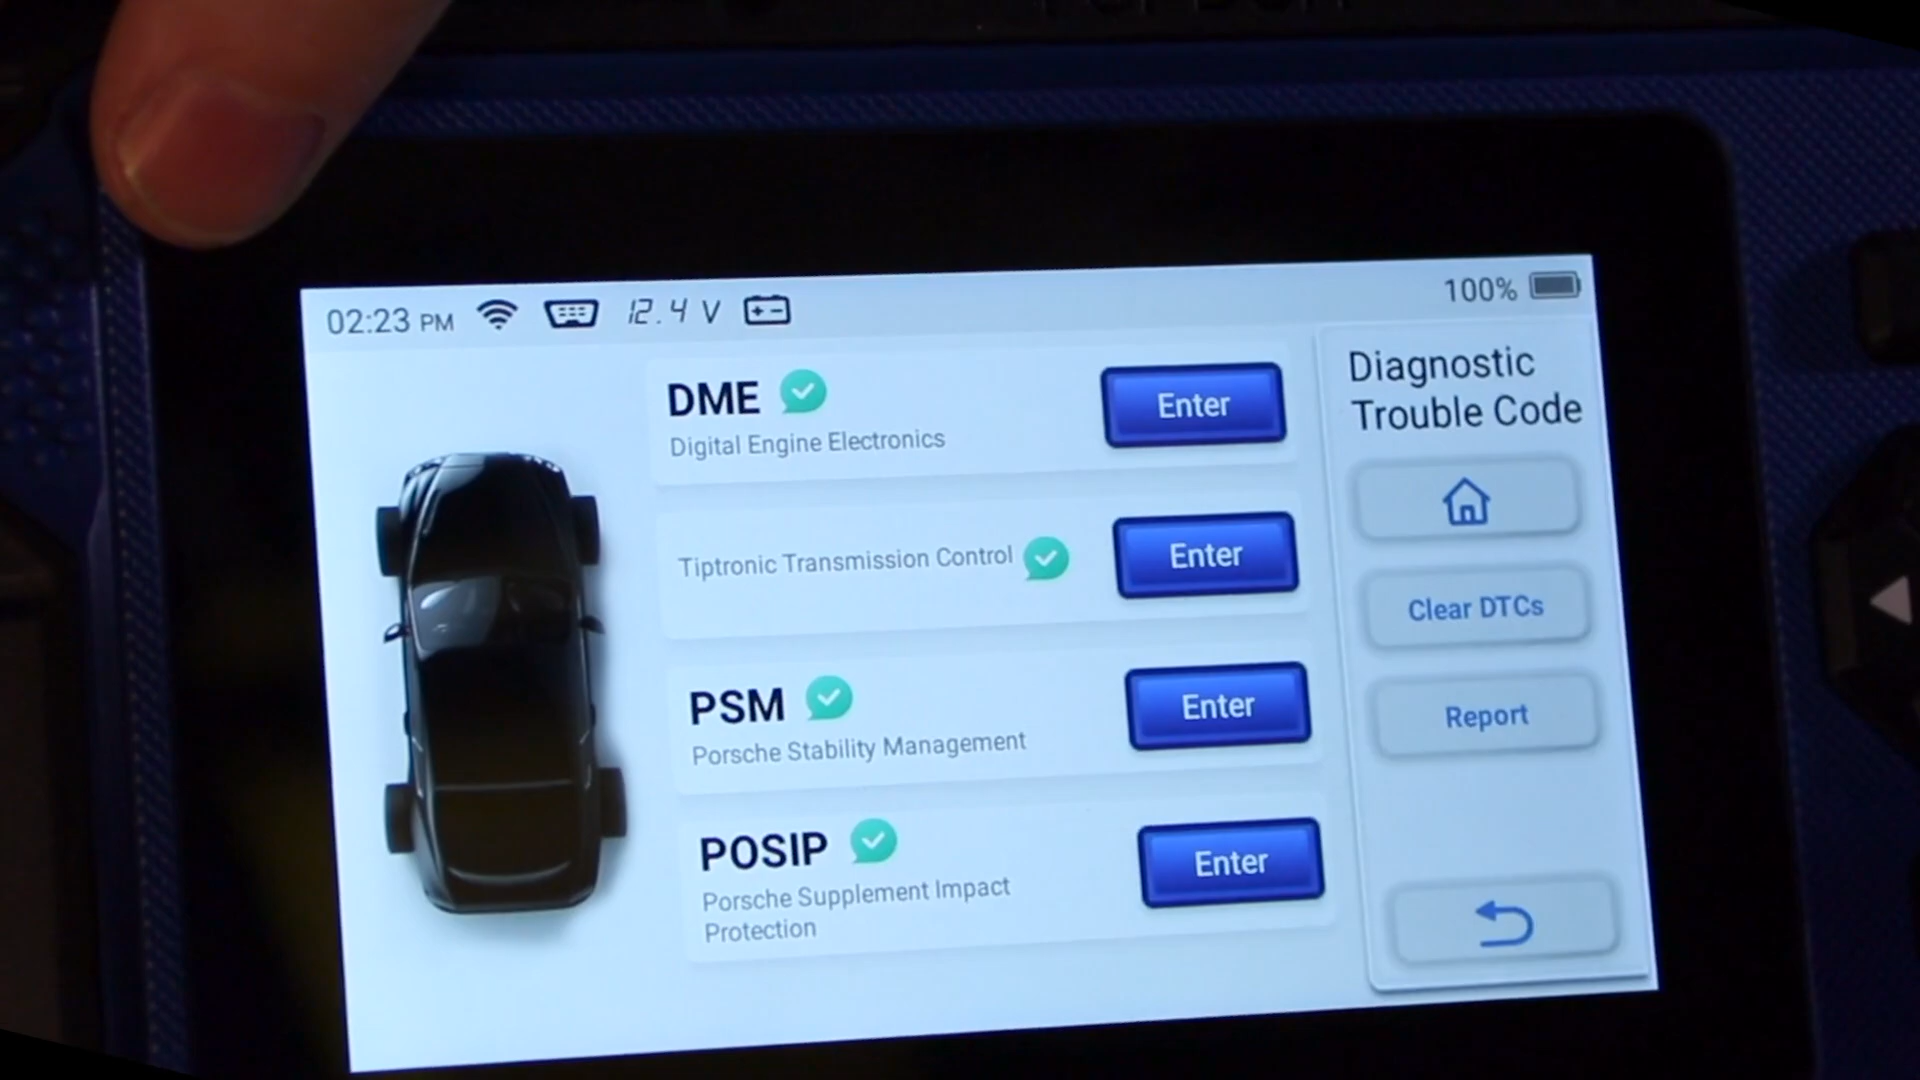 02:23 PM 12.4 V 100%
DME Enter
Digital Engine Electronics
Tiptronic Transmission Control Enter
PSM Enter
Porsche Stability Management
POSIP Enter
Porsche Supplement Impact
Protection
Diagnostic
Trouble Code
Clear DTCs
Report